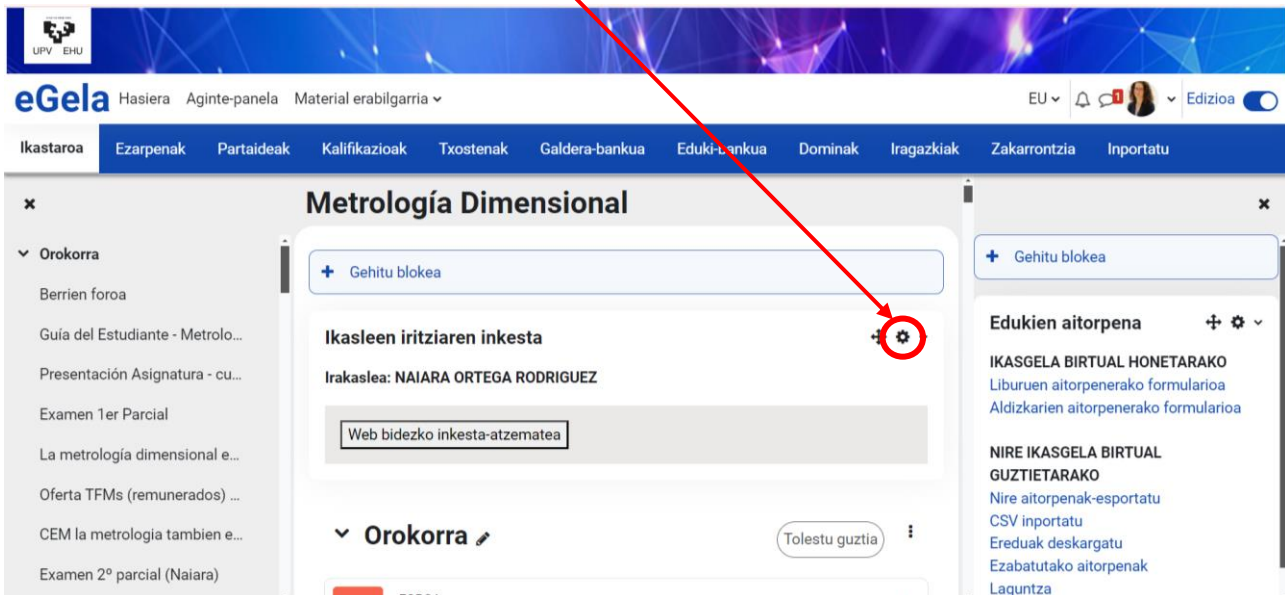 UPV EHU
eGela Hasiera Aginte-panela Material erabilgarria EU 1 Edizioa
Ikastaroa Ezarpenak Partaideak Kalifikazioak Txostenak Galdera-bankua Eduki-bankua Dominak Iragazkiak Zakarrontzia Inportatu
Orokorra
Berrien foroa
Guía del Estudiante - Metrolo...
Presentación Asignatura - cu...
Examen 1er Parcial
La metrología dimensional e...
Oferta TFMs (remunerados) ...
CEM la metrologia tambien e...
Examen 2º parcial (Naiara)
Metrología Dimensional
+ Gehitu blokea
Ikasleen iritziaren inkesta
Irakaslea: NAIARA ORTEGA RODRIGUEZ
Web bidezko inkesta-atzematea
Orokorra
Tolestu guztia
+ Gehitu blokea
Edukien aitorpena
IKASGELA BIRTUAL HONETARAKO
Liburuen aitorpenerako formularioa
Aldizkarien aitorpenerako formularioa
NIRE IKASGELA BIRTUAL
GUZTIETARAKO
Nire aitorpenak-esportatu
CSV inportatu
Ereduak deskargatu
Ezabatutako aitorpenak
Laguntza